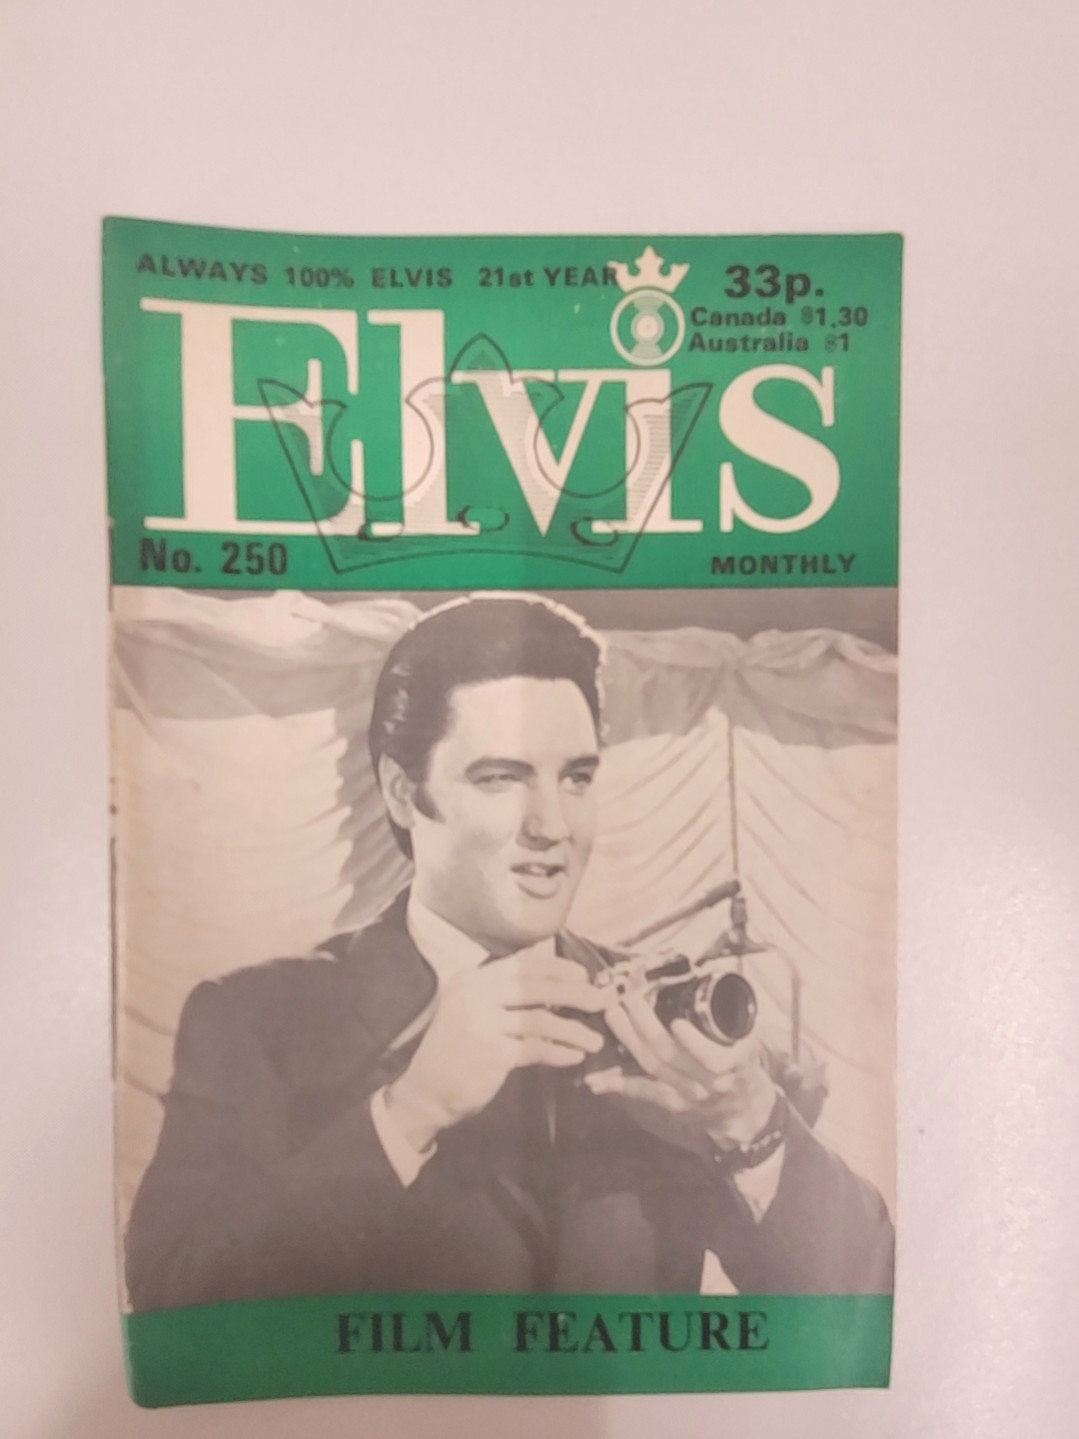 ALWAYS 100% ELVIS 21st YEAR
33p.
Canada $1.30
Australia $1
Elvis
No. 250
MONTHLY
FILM FEATURE